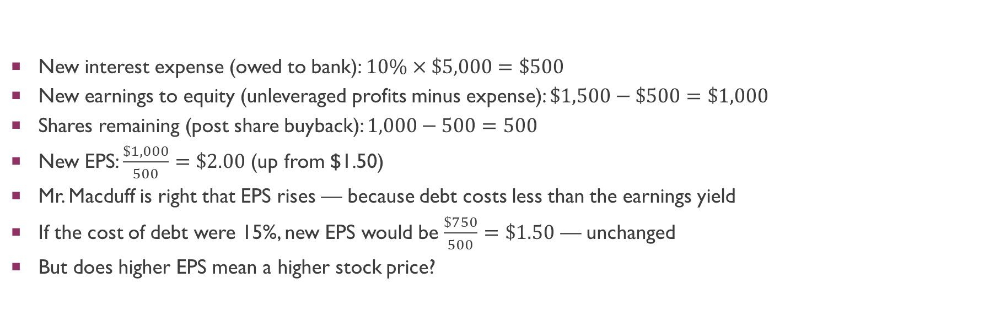 ▪ New interest expense (owed to bank): 10% × $5,000 = $500
▪ New earnings to equity (unleveraged profits minus expense): $1,500 − $500 = $1,000
▪ Shares remaining (post share buyback): 1,000 − 500 = 500
▪ New EPS: $1,000/500 = $2.00 (up from $1.50)
▪ Mr. Macduff is right that EPS rises — because debt costs less than the earnings yield
▪ If the cost of debt were 15%, new EPS would be $750/500 = $1.50 — unchanged
▪ But does higher EPS mean a higher stock price?